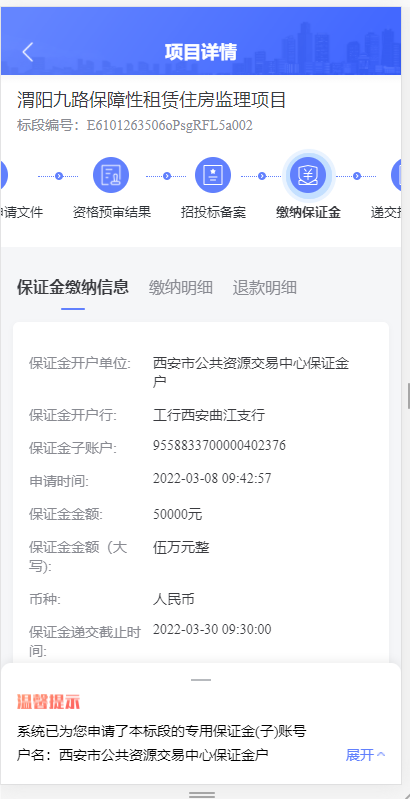 项目详情
渭阳九路保障性租赁住房监理项目
标段编号：E6101263506oPsgRFL5a002
请文件 资格预审结果 招投标备案 缴纳保证金 递交
保证金缴纳信息 缴纳明细 退款明细
保证金开户单位: 西安市公共资源交易中心保证金
户
保证金开户行: 工行西安曲江支行
保证金子账户: 9558833700000402376
申请时间: 2022-03-08 09:42:57
保证金金额: 50000元
保证金金额（大 伍万元整
写):
币种: 人民币
保证金递交截止时 2022-03-30 09:30:00
间:
温馨提示
系统已为您申请了本标段的专用保证金(子)账号
户名：西安市公共资源交易中心保证金户 展开